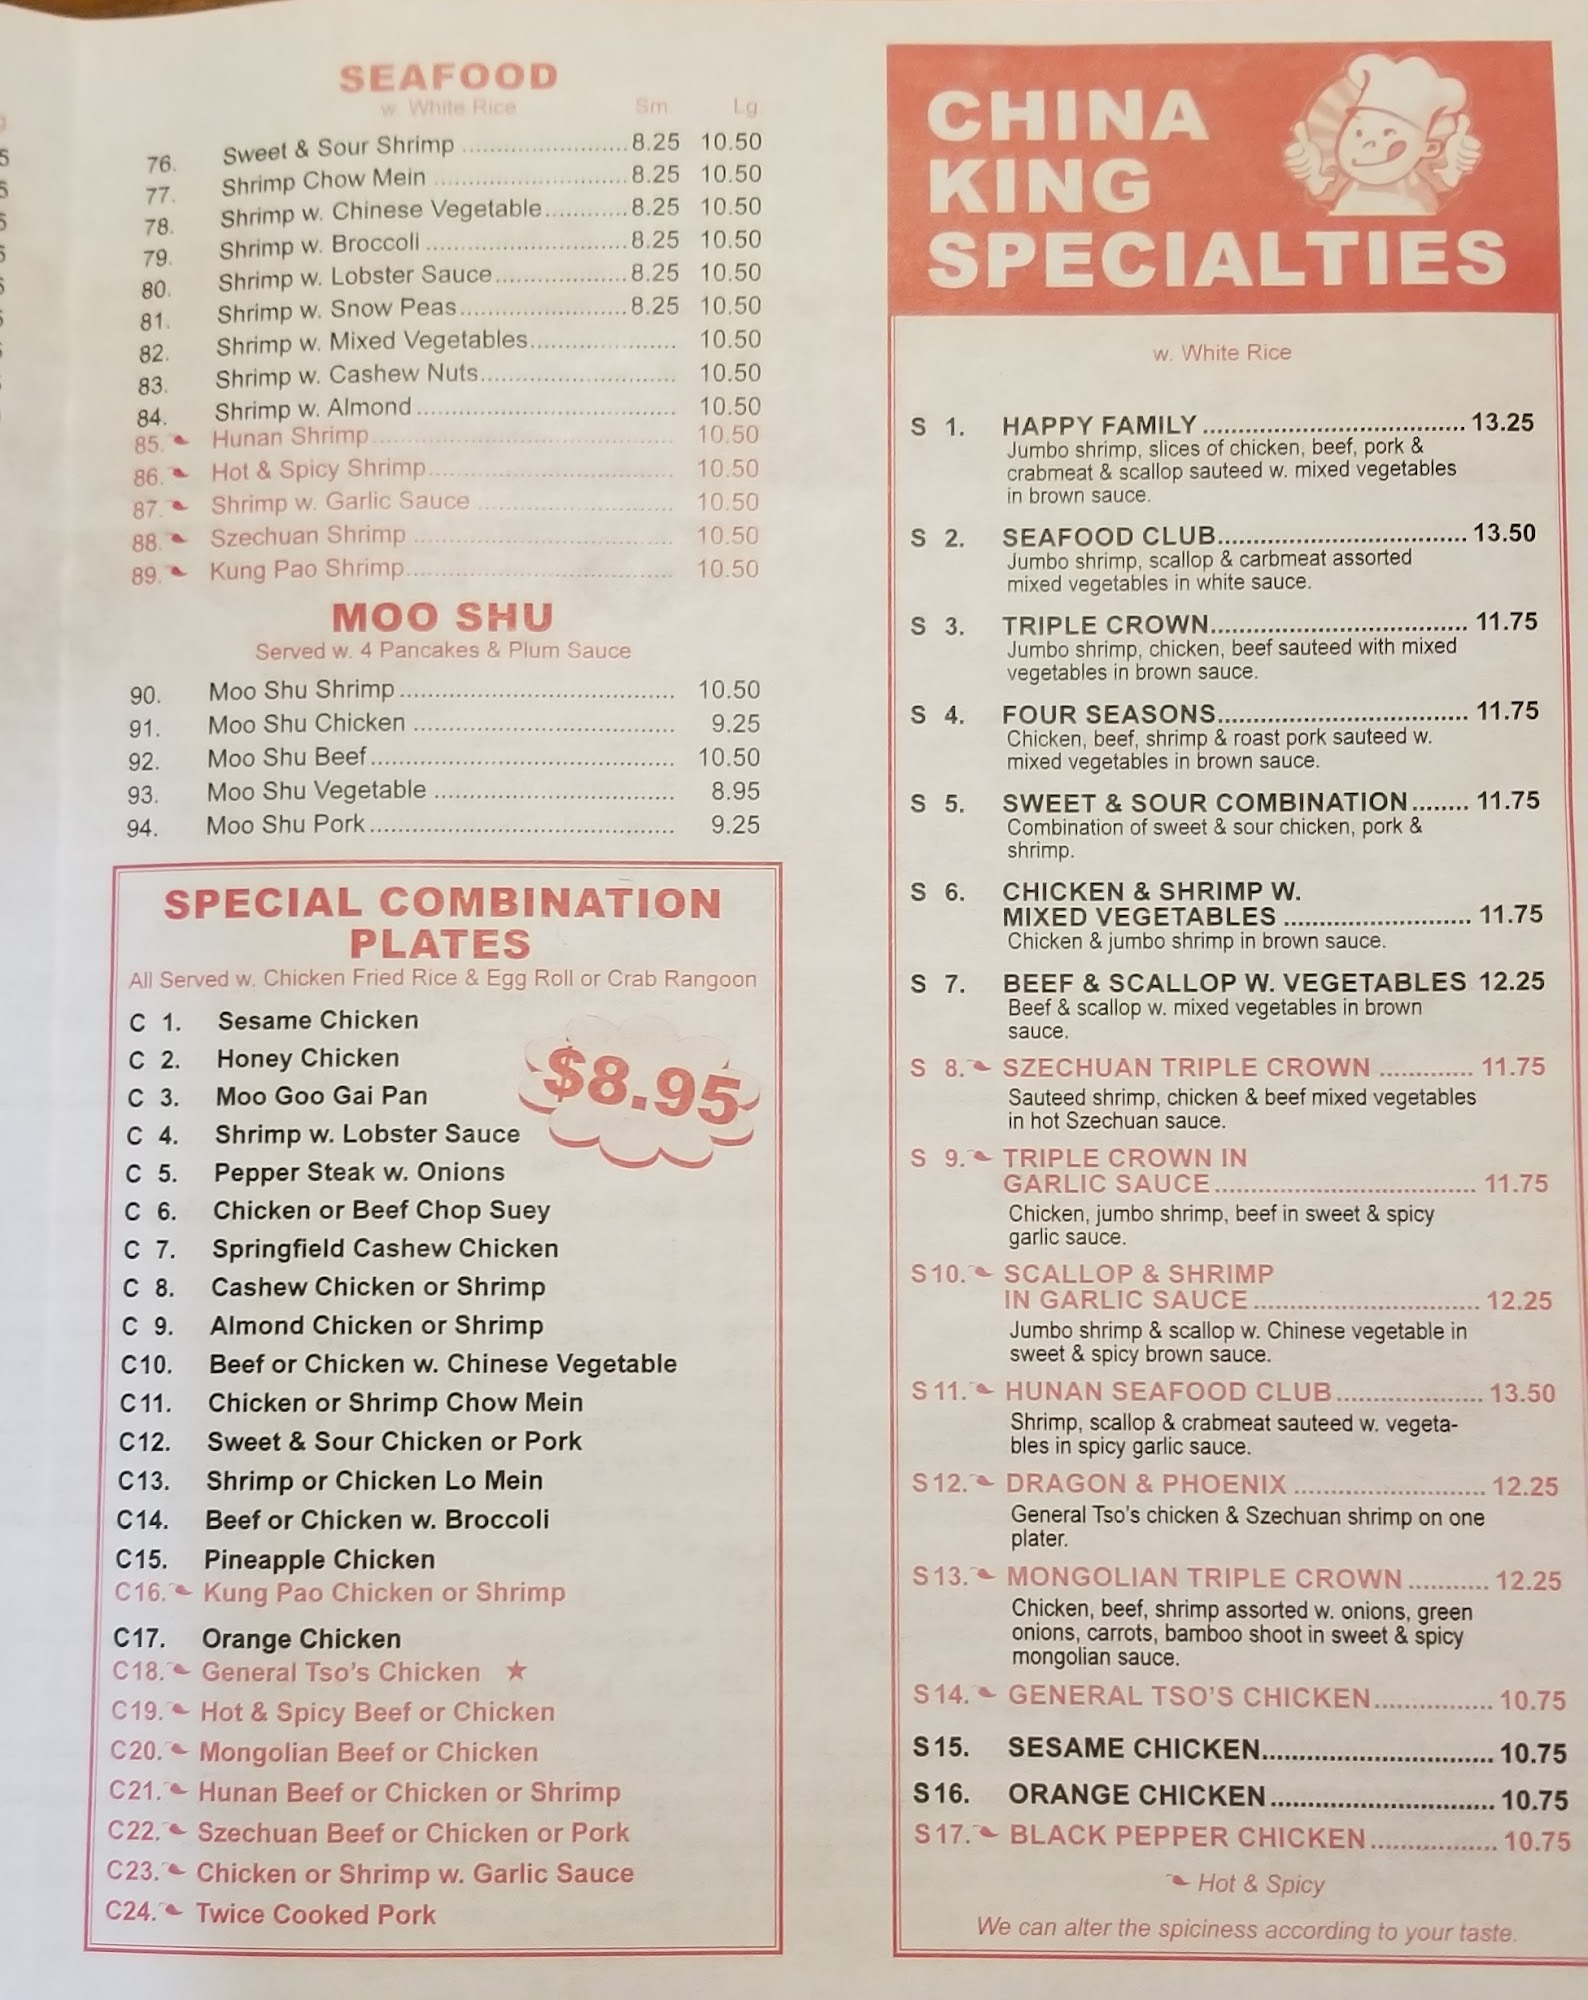 SEAFOOD
w. White Rice Sm. Lg.
76. Sweet & Sour Shrimp 8.25 10.50
77. Shrimp Chow Mein 8.25 10.50
78. Shrimp w. Chinese Vegetable 8.25 10.50
79. Shrimp w. Broccoli 8.25 10.50
80. Shrimp w. Lobster Sauce 8.25 10.50
81. Shrimp w. Snow Peas 8.25 10.50
82. Shrimp w. Mixed Vegetables 10.50
83. Shrimp w. Cashew Nuts 10.50
84. Shrimp w. Almond 10.50
85. Hunan Shrimp 10.50
86. Hot & Spicy Shrimp 10.50
87. Shrimp w. Garlic Sauce 10.50
88. Szechuan Shrimp 10.50
89. Kung Pao Shrimp 10.50
MOO SHU
Served w. 4 Pancakes & Plum Sauce
90. Moo Shu Shrimp 10.50
91. Moo Shu Chicken 9.25
92. Moo Shu Beef 10.50
93. Moo Shu Vegetable 8.95
94. Moo Shu Pork 9.25
SPECIAL COMBINATION
PLATES
All Served w. Chicken Fried Rice & Egg Roll or Crab Rangoon
$8.95
C 1. Sesame Chicken
C 2. Honey Chicken
C 3. Moo Goo Gai Pan
C 4. Shrimp w. Lobster Sauce
C 5. Pepper Steak w. Onions
C 6. Chicken or Beef Chop Suey
C 7. Springfield Cashew Chicken
C 8. Cashew Chicken or Shrimp
C 9. Almond Chicken or Shrimp
C10. Beef or Chicken w. Chinese Vegetable
C11. Chicken or Shrimp Chow Mein
C12. Sweet & Sour Chicken or Pork
C13. Shrimp or Chicken Lo Mein
C14. Beef or Chicken w. Broccoli
C15. Pineapple Chicken
C16. Kung Pao Chicken or Shrimp
C17. Orange Chicken
C18. General Tso's Chicken ★
C19. Hot & Spicy Beef or Chicken
C20. Mongolian Beef or Chicken
C21. Hunan Beef or Chicken or Shrimp
C22. Szechuan Beef or Chicken or Pork
C23. Chicken or Shrimp w. Garlic Sauce
C24. Twice Cooked Pork
CHINA
KING
SPECIALTIES
w. White Rice
S 1. HAPPY FAMILY 13.25
Jumbo shrimp, slices of chicken, beef, pork &
crabmeat & scallop sauteed w. mixed vegetables
in brown sauce.
S 2. SEAFOOD CLUB 13.50
Jumbo shrimp, scallop & carbmeat assorted
mixed vegetables in white sauce.
S 3. TRIPLE CROWN 11.75
Jumbo shrimp, chicken, beef sauteed with mixed
vegetables in brown sauce.
S 4. FOUR SEASONS 11.75
Chicken, beef, shrimp & roast pork sauteed w.
mixed vegetables in brown sauce.
S 5. SWEET & SOUR COMBINATION 11.75
Combination of sweet & sour chicken, pork &
shrimp.
S 6. CHICKEN & SHRIMP W.
MIXED VEGETABLES 11.75
Chicken & jumbo shrimp in brown sauce.
S 7. BEEF & SCALLOP W. VEGETABLES 12.25
Beef & scallop w. mixed vegetables in brown
sauce.
S 8. SZECHUAN TRIPLE CROWN 11.75
Sauteed shrimp, chicken & beef mixed vegetables
in hot Szechuan sauce.
S 9. TRIPLE CROWN IN
GARLIC SAUCE 11.75
Chicken, jumbo shrimp, beef in sweet & spicy
garlic sauce.
S10. SCALLOP & SHRIMP
IN GARLIC SAUCE 12.25
Jumbo shrimp & scallop w. Chinese vegetable in
sweet & spicy brown sauce.
S11. HUNAN SEAFOOD CLUB 13.50
Shrimp, scallop & crabmeat sauteed w. vegeta-
bles in spicy garlic sauce.
S12. DRAGON & PHOENIX 12.25
General Tso's chicken & Szechuan shrimp on one
plater.
S13. MONGOLIAN TRIPLE CROWN 12.25
Chicken, beef, shrimp assorted w. onions, green
onions, carrots, bamboo shoot in sweet & spicy
mongolian sauce.
S14. GENERAL TSO'S CHICKEN 10.75
S15. SESAME CHICKEN 10.75
S16. ORANGE CHICKEN 10.75
S17. BLACK PEPPER CHICKEN 10.75
Hot & Spicy
We can alter the spiciness according to your taste.